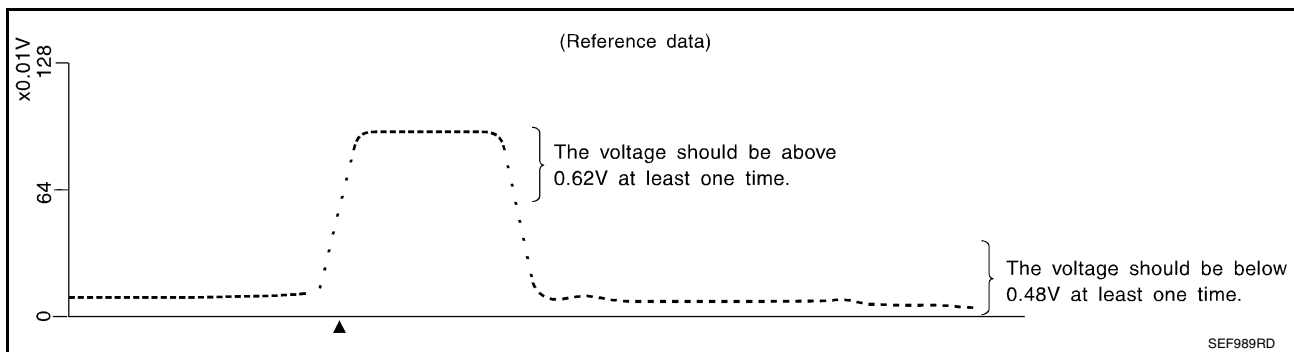 (Reference data)
x0.01V
128
64
0
The voltage should be above
0.62V at least one time.
The voltage should be below
0.48V at least one time.
SEF989RD